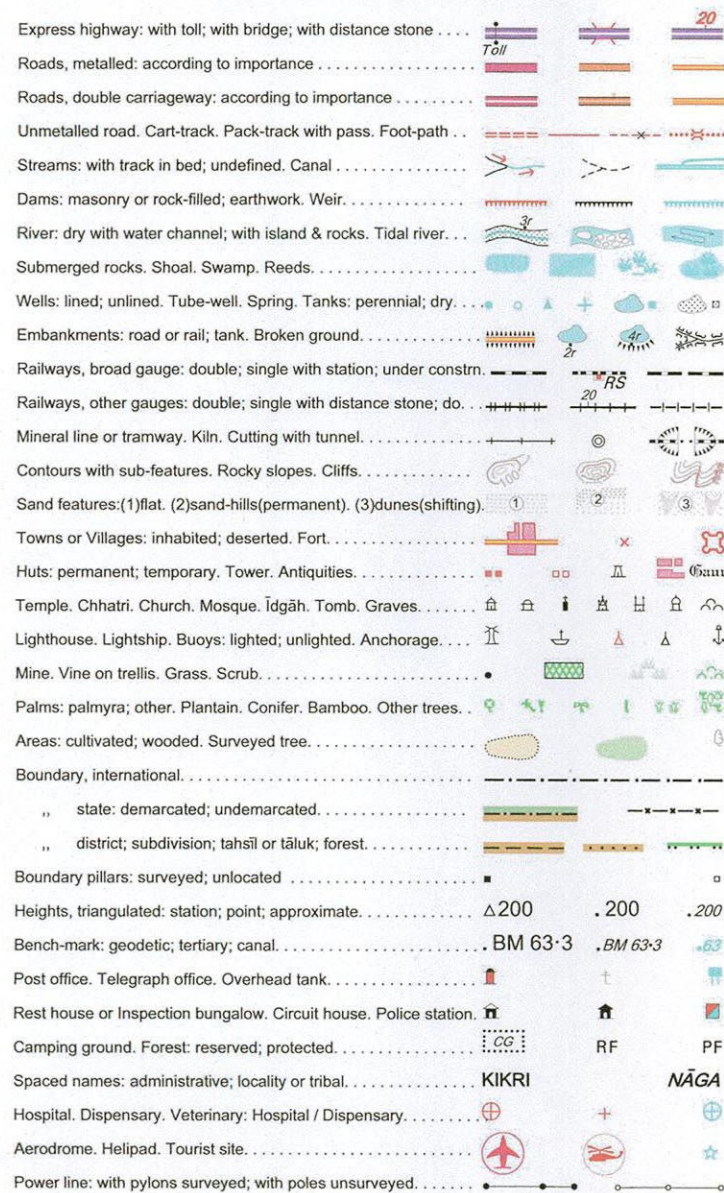 20
Express highway: with toll; with bridge; with distance stone . . . .
Toll
Roads, metalled: according to importance . . . . . . . . . . . . . . . . . .
Roads, double carriageway: according to importance . . . . . . . . .
Unmetalled road. Cart-track. Pack-track with pass. Foot-path . .
Streams: with track in bed; undefined. Canal . . . . . . . . . . . . . . . .
Dams: masonry or rock-filled; earthwork. Weir. . . . . . . . . . . . . . .
River: dry with water channel; with island & rocks. Tidal river. . . 3r
Submerged rocks. Shoal. Swamp. Reeds. . . . . . . . . . . . . . . . . . .
Wells: lined; unlined. Tube-well. Spring. Tanks: perennial; dry. . .
Embankments: road or rail; tank. Broken ground. . . . . . . . . . . . . 2r 4r
Railways, broad gauge: double; single with station; under constrn. RS
Railways, other gauges: double; single with distance stone; do. . . 20
Mineral line or tramway. Kiln. Cutting with tunnel. . . . . . . . . . . . .
Contours with sub-features. Rocky slopes. Cliffs. . . . . . . . . . . . .
Sand features:(1)flat. (2)sand-hills(permanent). (3)dunes(shifting). 1 2 3
Towns or Villages: inhabited; deserted. Fort. . . . . . . . . . . . . . . . .
Huts: permanent; temporary. Tower. Antiquities. . . . . . . . . . . . . .
Temple. Chhatri. Church. Mosque. Īdgāh. Tomb. Graves. . . . . . .
Lighthouse. Lightship. Buoys: lighted; unlighted. Anchorage. . . . .
Mine. Vine on trellis. Grass. Scrub. . . . . . . . . . . . . . . . . . . . . . . .
Palms: palmyra; other. Plantain. Conifer. Bamboo. Other trees. . .
Areas: cultivated; wooded. Surveyed tree. . . . . . . . . . . . . . . . . . .
Boundary, international. . . . . . . . . . . . . . . . . . . . . . . . . . . . . . . . .
,, state: demarcated; undemarcated. . . . . . . . . . . . . . . . . . .
,, district; subdivision; tahsīl or tāluk; forest. . . . . . . . . . . . . .
Boundary pillars: surveyed; unlocated . . . . . . . . . . . . . . . . . . . . .
Heights, triangulated: station; point; approximate. . . . . . . . . . . . . △200 .200 .200
Bench-mark: geodetic; tertiary; canal. . . . . . . . . . . . . . . . . . . . . . . .BM 63·3 .BM 63·3 .63
Post office. Telegraph office. Overhead tank. . . . . . . . . . . . . . . . .
Rest house or Inspection bungalow. Circuit house. Police station.
Camping ground. Forest: reserved; protected. . . . . . . . . . . . . . . . CG RF PF
Spaced names: administrative; locality or tribal. . . . . . . . . . . . . . . KIKRI NĀGA
Hospital. Dispensary. Veterinary: Hospital / Dispensary. . . . . . . .
Aerodrome. Helipad. Tourist site. . . . . . . . . . . . . . . . . . . . . . . . . .
Power line: with pylons surveyed; with poles unsurveyed. . . . . . .